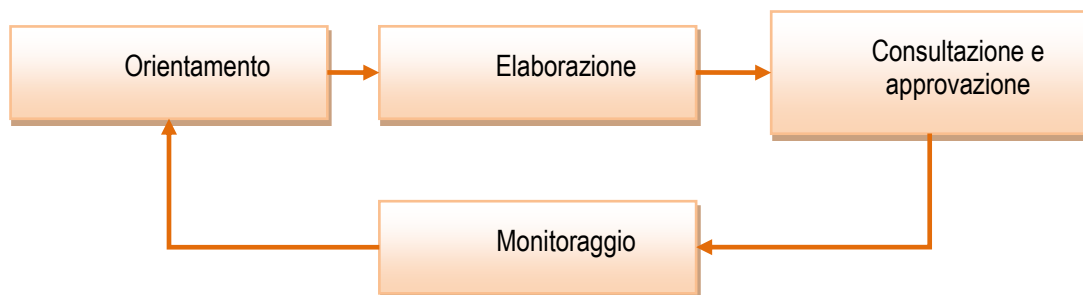 Orientamento
Elaborazione
Consultazione e
approvazione
Monitoraggio